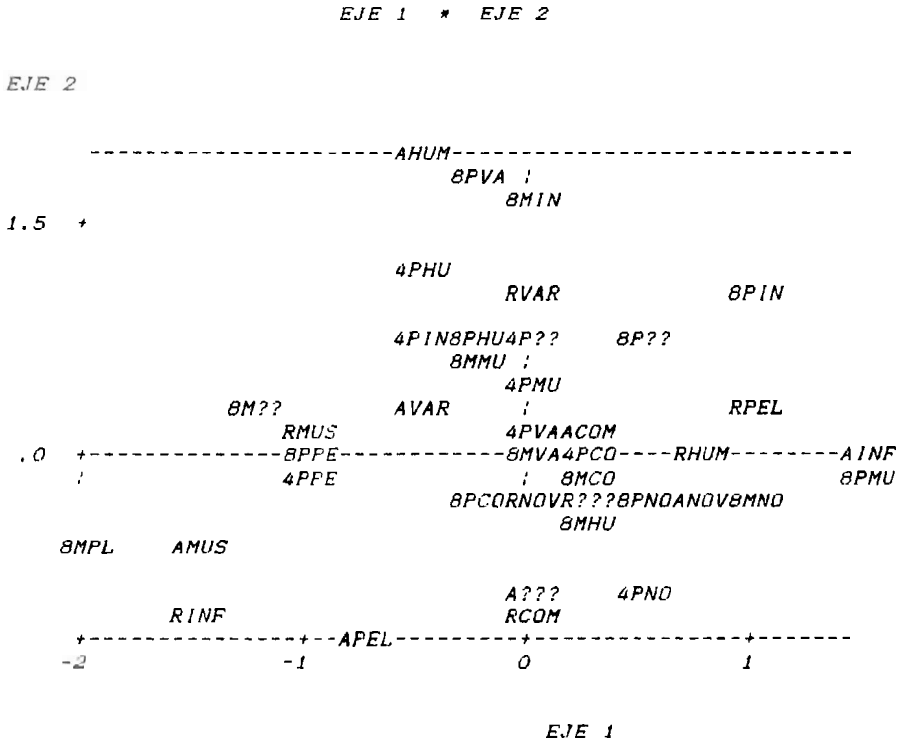 EJE 1 * EJE 2
EJE 2
--------------------AHUM--------------------------
8PVA ¦
8MIN
1.5 +
4PHU
RVAR 8PIN
4PIN8PHU4P?? 8P??
8MMU ¦
4PMU
8M?? AVAR ¦ RPEL
RMUS 4PVAACOM
.0 +-------------8PPE-----------8MVA4PCO----RHUM-------AINF
¦ 4PPE ¦ 8MCO 8PMU
8PCORNOVR???8PNOANOV8MNO
8MHU
8MPL AMUS
A??? 4PNO
RINF RCOM
+--------------+--APEL---------+--------------+------
-2 -1 0 1
EJE 1